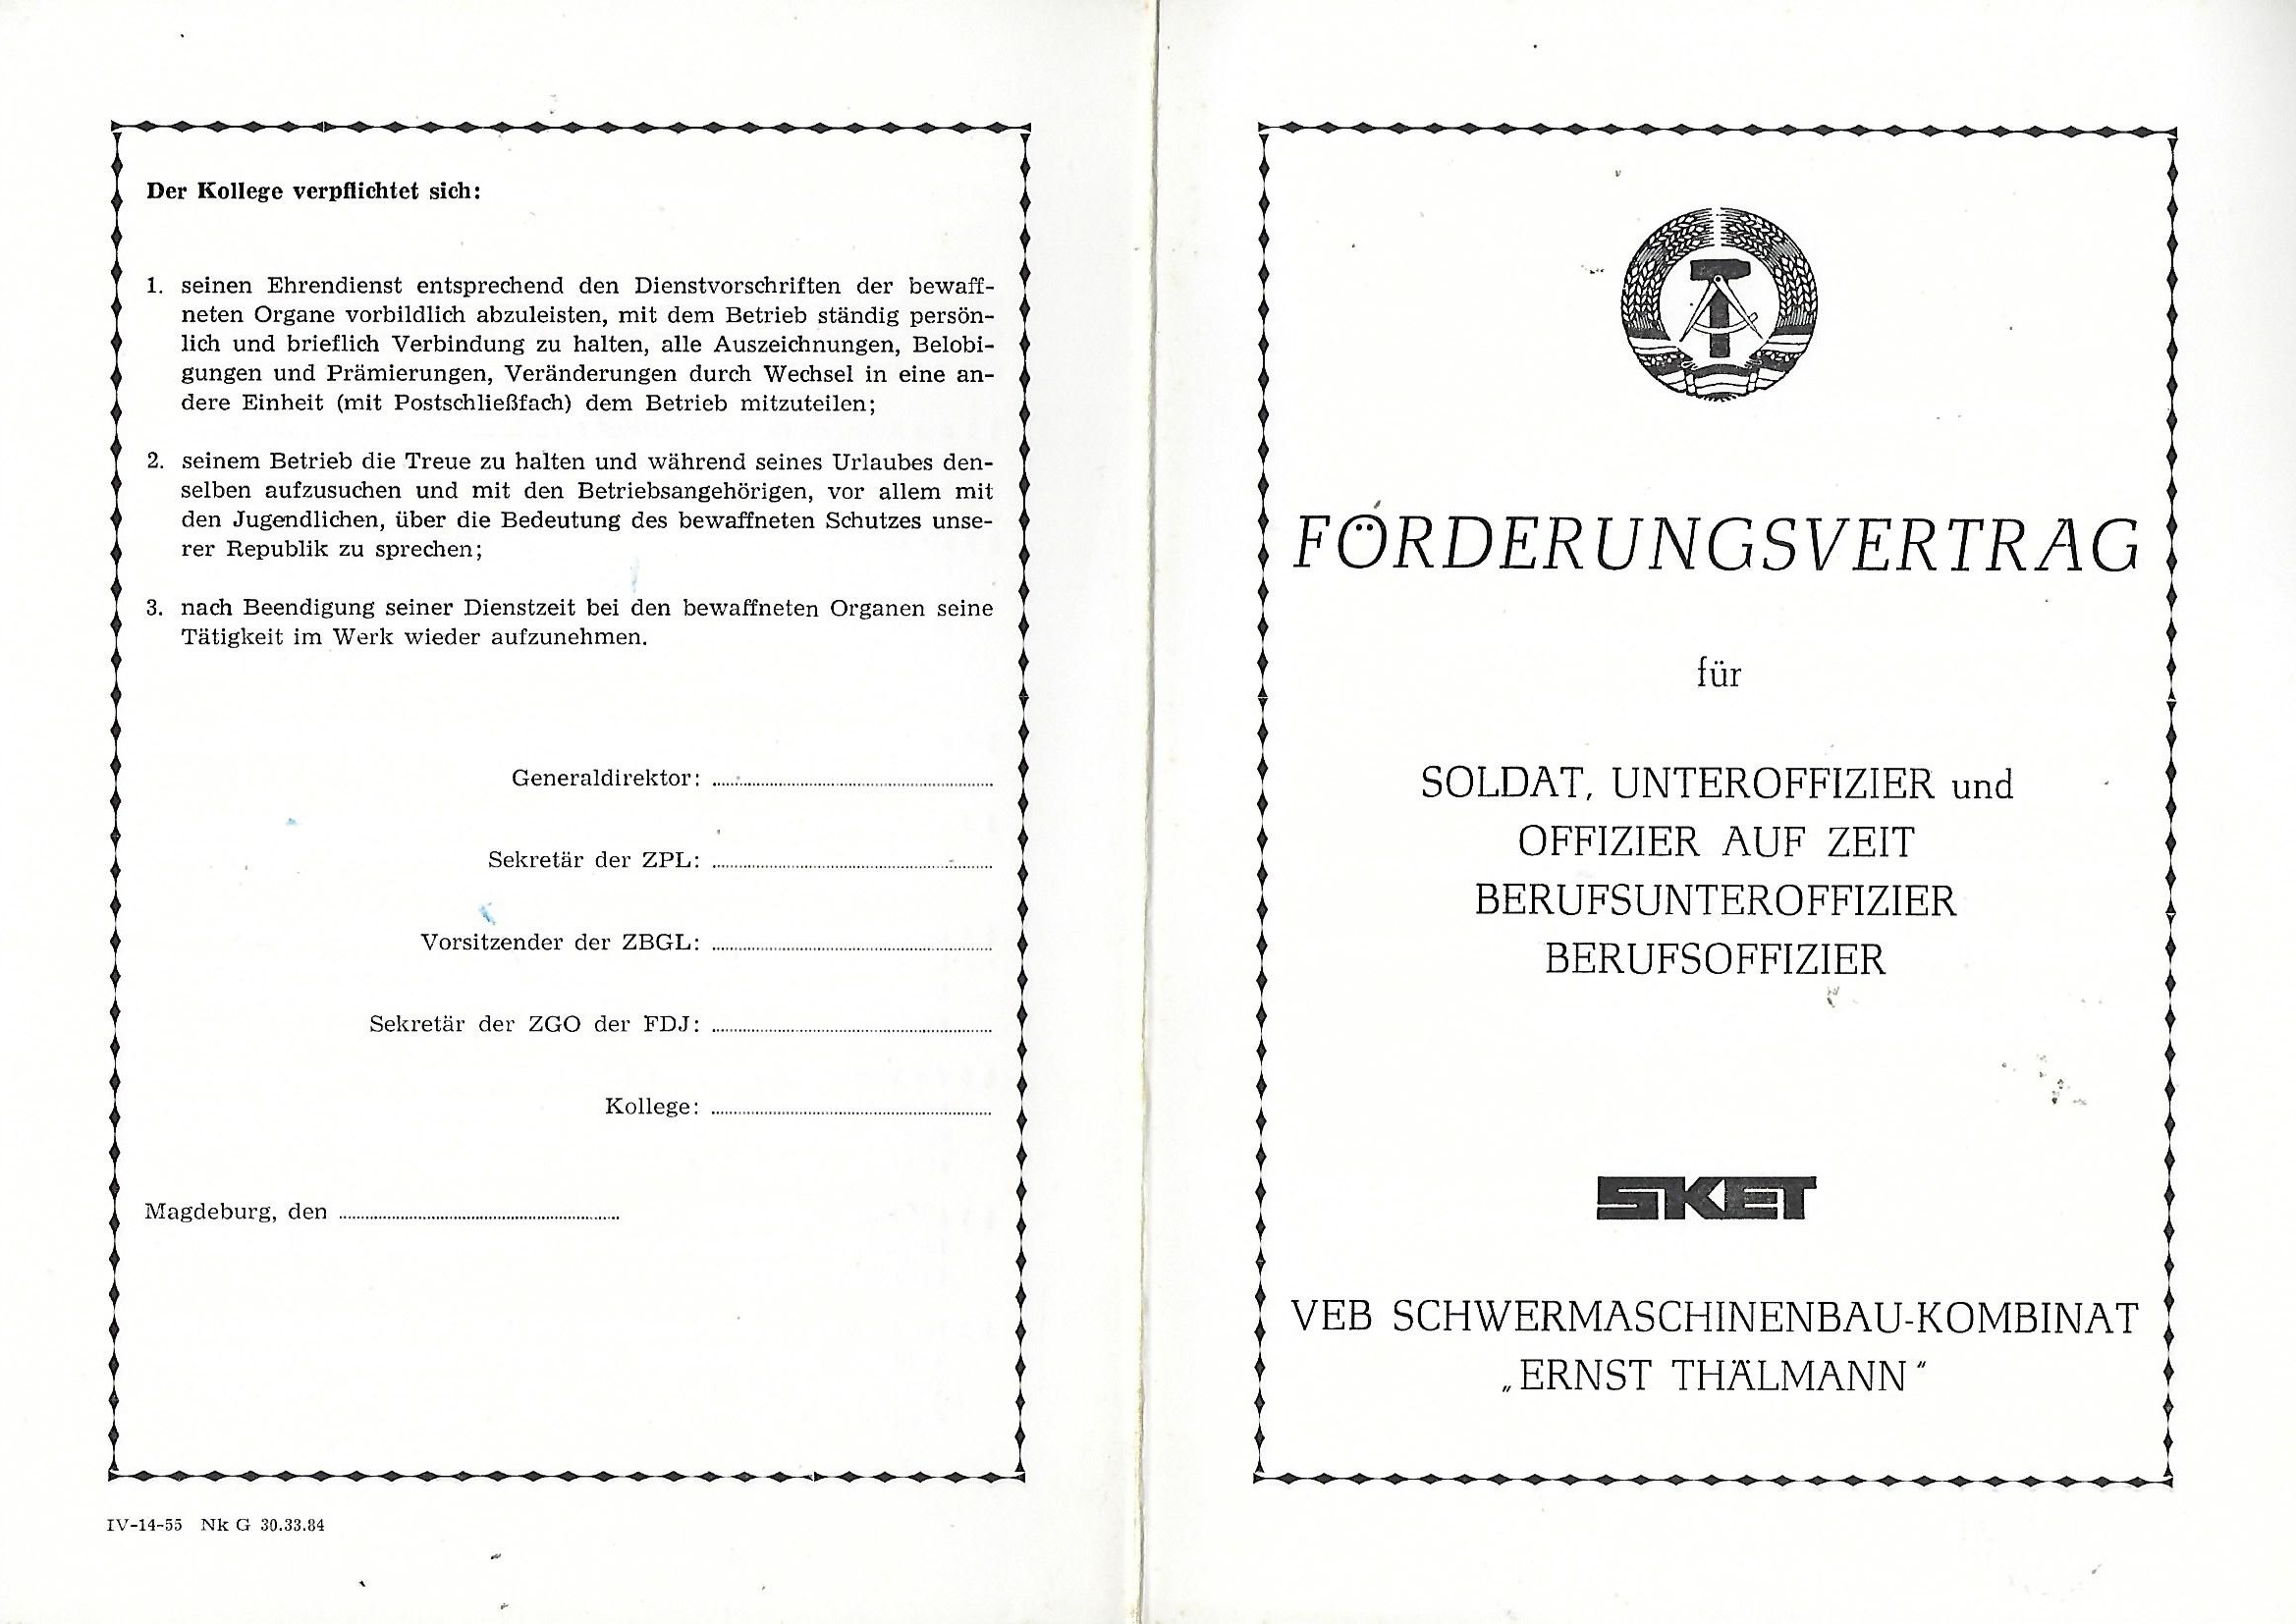 Der Kollege verpflichtet sich:
1. seinen Ehrendienst entsprechend den Dienstvorschriften der bewaff-
neten Organe vorbildlich abzuleisten, mit dem Betrieb ständig persön-
lich und brieflich Verbindung zu halten, alle Auszeichnungen, Belobi-
gungen und Prämierungen, Veränderungen durch Wechsel in eine an-
dere Einheit (mit Postschließfach) dem Betrieb mitzuteilen;
2. seinem Betrieb die Treue zu halten und während seines Urlaubes den-
selben aufzusuchen und mit den Betriebsangehörigen, vor allem mit
den Jugendlichen, über die Bedeutung des bewaffneten Schutzes unse-
rer Republik zu sprechen;
3. nach Beendigung seiner Dienstzeit bei den bewaffneten Organen seine
Tätigkeit im Werk wieder aufzunehmen.
Generaldirektor:
Sekretär der ZPL:
Vorsitzender der ZBGL:
Sekretär der ZGO der FDJ:
Kollege:
Magdeburg, den
IV-14-55 Nk G 30.33.84
FÖRDERUNGSVERTRAG
für
SOLDAT, UNTEROFFIZIER und
OFFIZIER AUF ZEIT
BERUFSUNTEROFFIZIER
BERUFSOFFIZIER
SKET
VEB SCHWERMASCHINENBAU-KOMBINAT
„ERNST THÄLMANN"